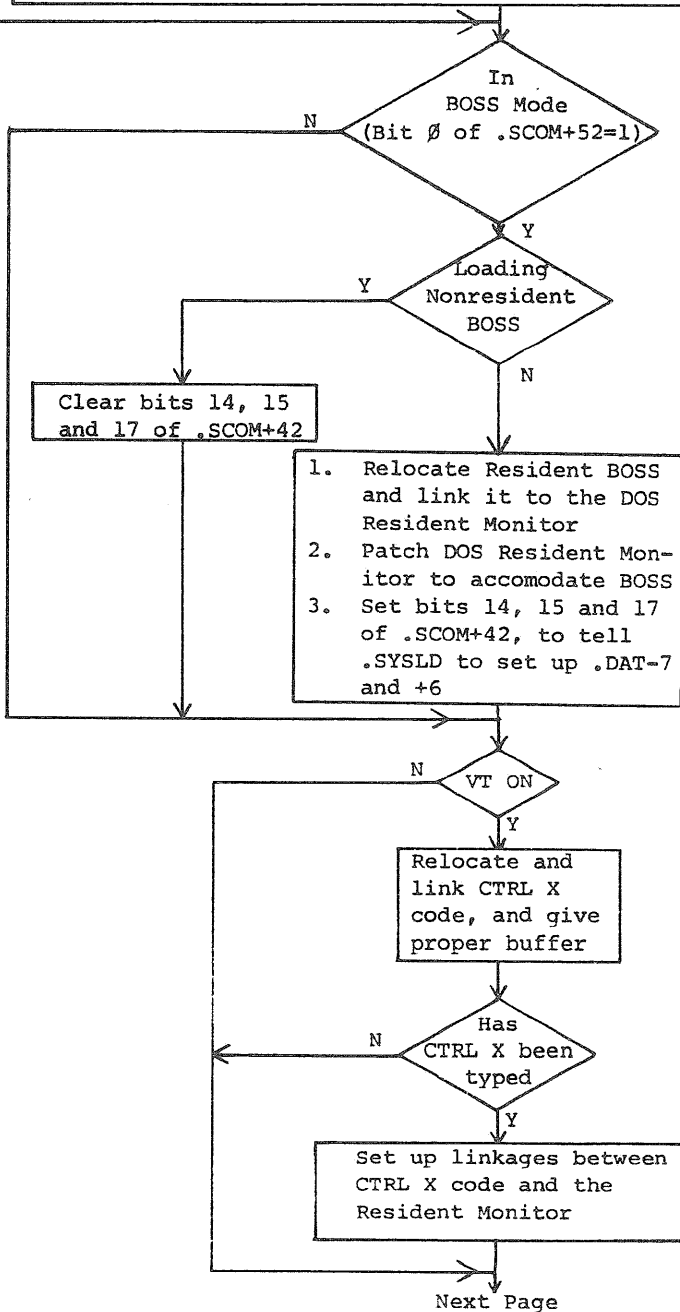 In
BOSS Mode
(Bit Ø of .SCOM+52=1)
N
Y
Loading
Nonresident
BOSS
Y
N
Clear bits 14, 15
and 17 of .SCOM+42
1. Relocate Resident BOSS
and link it to the DOS
Resident Monitor
2. Patch DOS Resident Mon-
itor to accomodate BOSS
3. Set bits 14, 15 and 17
of .SCOM+42, to tell
.SYSLD to set up .DAT-7
and +6
N
VT ON
Y
Relocate and
link CTRL X
code, and give
proper buffer
Has
CTRL X been
typed
N
Y
Set up linkages between
CTRL X code and the
Resident Monitor
Next Page